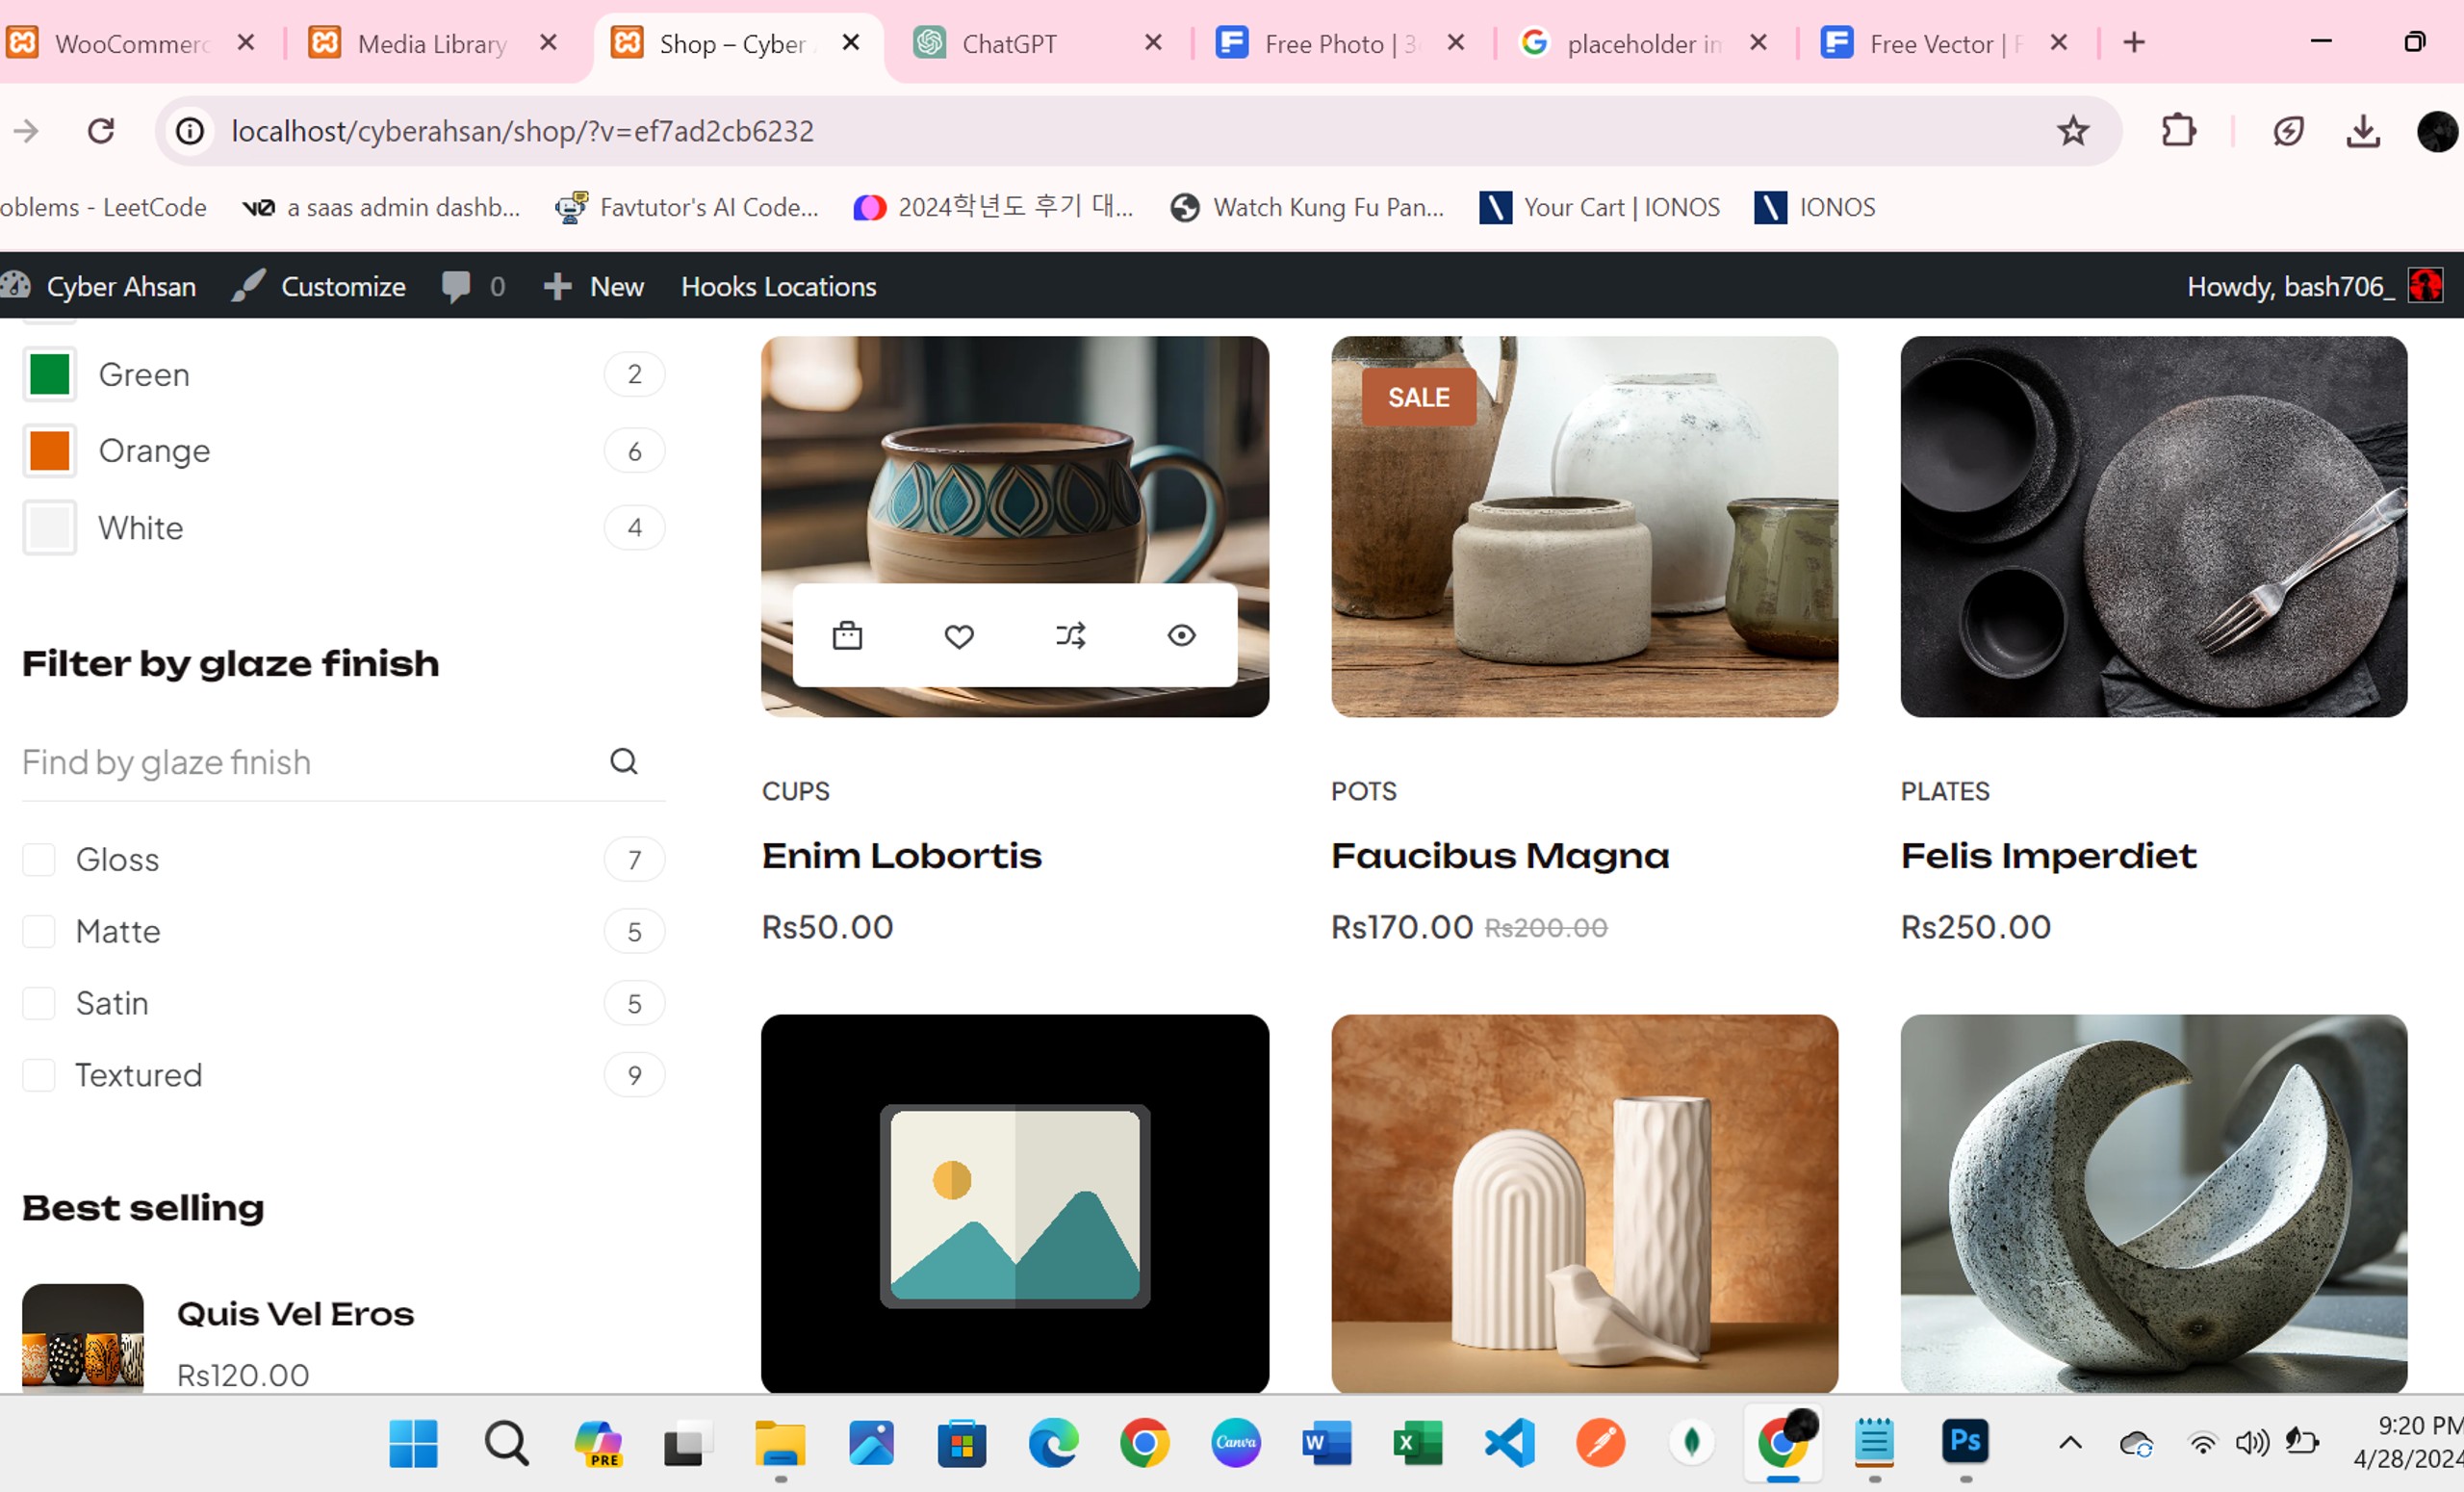 WooCommerc
Media Library
Shop – Cyber
ChatGPT
Free Photo | 3
placeholder in
Free Vector | F
localhost/cyberahsan/shop/?v=ef7ad2cb6232
oblems - LeetCode
a saas admin dashb...
Favtutor's AI Code...
2024학년도 후기 대...
Watch Kung Fu Pan...
Your Cart | IONOS
IONOS
Cyber Ahsan
Customize
0
New
Hooks Locations
Howdy, bash706_
Green
2
Orange
6
White
4
Filter by glaze finish
Find by glaze finish
Gloss
7
Matte
5
Satin
5
Textured
9
Best selling
Quis Vel Eros
Rs120.00
CUPS
Enim Lobortis
Rs50.00
SALE
POTS
Faucibus Magna
Rs170.00 Rs200.00
PLATES
Felis Imperdiet
Rs250.00
PRE
Canva
W
X
Ps
9:20 PM
4/28/2024